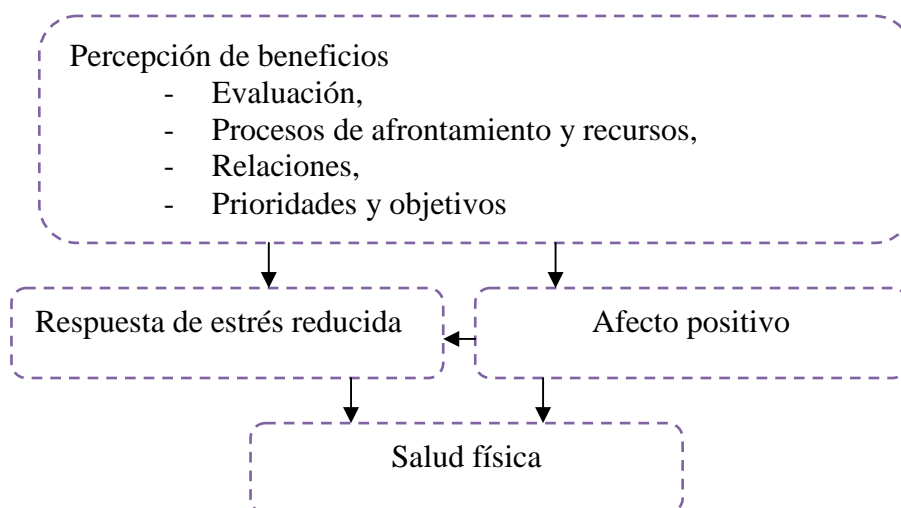 Percepción de beneficios
- Evaluación,
- Procesos de afrontamiento y recursos,
- Relaciones,
- Prioridades y objetivos
Respuesta de estrés reducida
Afecto positivo
Salud física